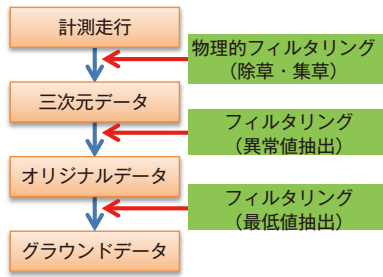 計測走行
物理的フィルタリング
（除草・集草）
三次元データ
フィルタリング
（異常値抽出）
オリジナルデータ
フィルタリング
（最低値抽出）
グラウンドデータ